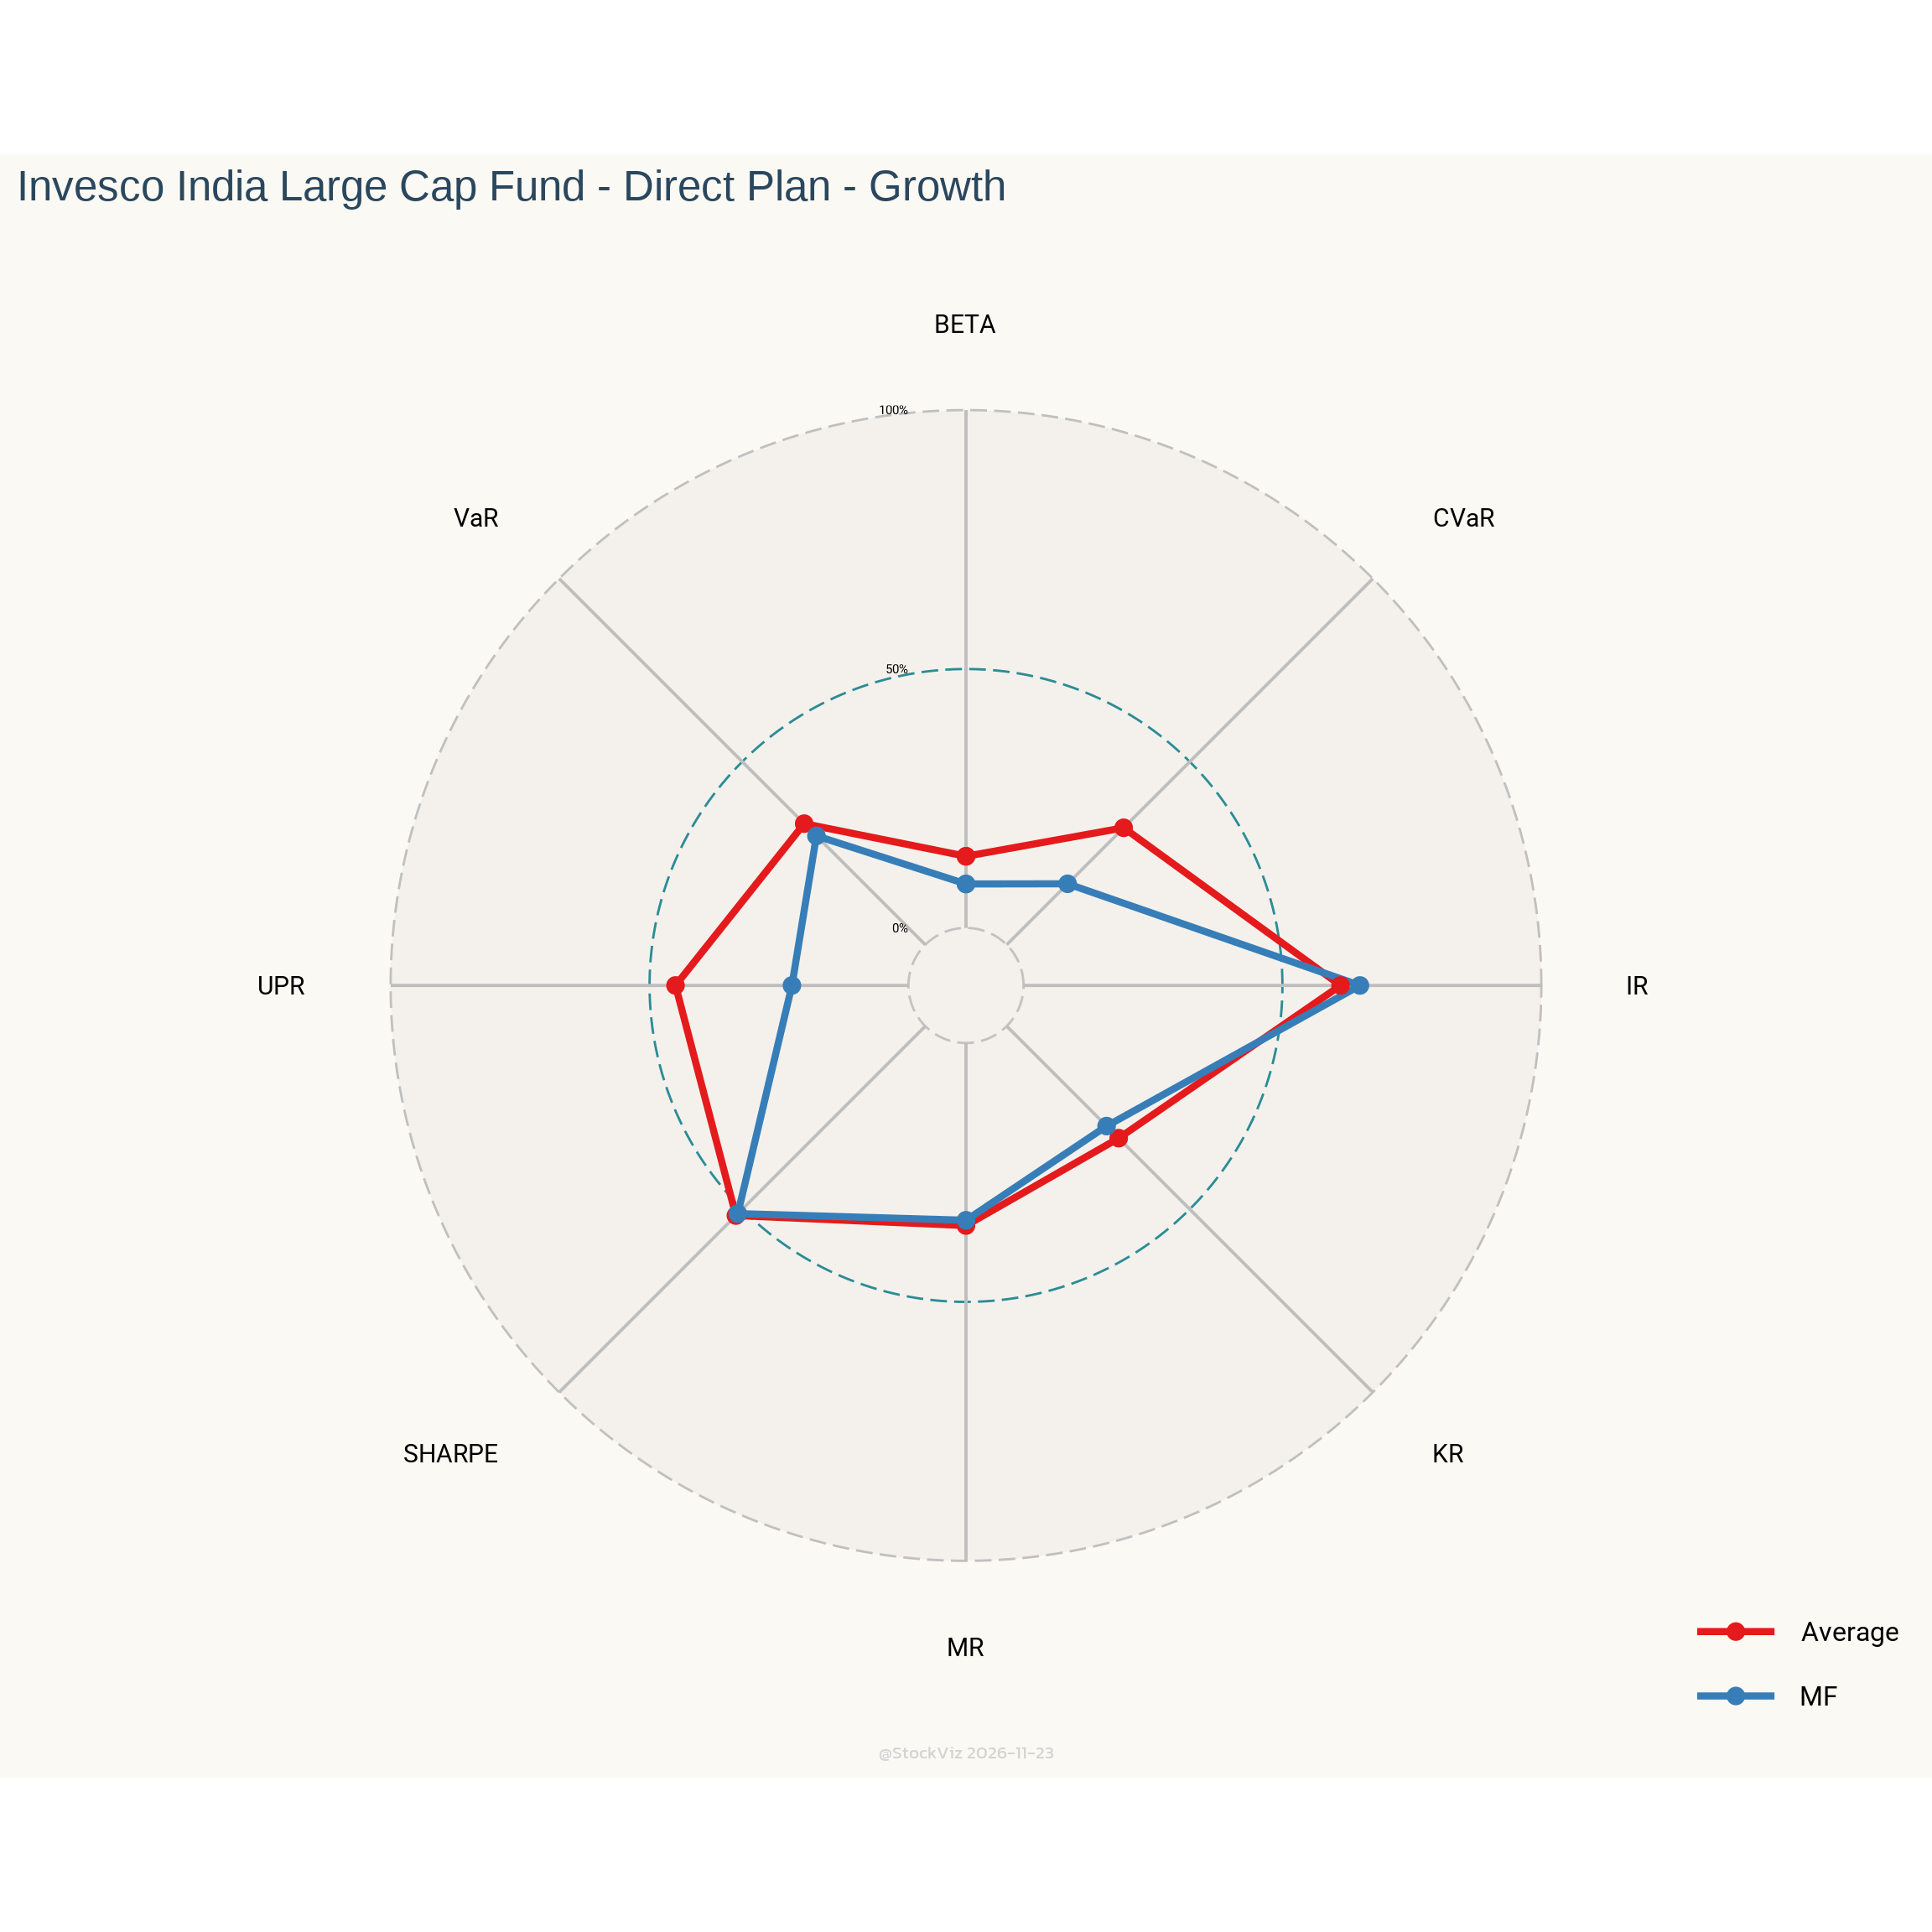 Invesco India Large Cap Fund - Direct Plan - Growth
BETA
100%
VaR
CVaR
50%
0%
UPR
IR
SHARPE
KR
MR
Average
MF
@StockViz 2026-11-23